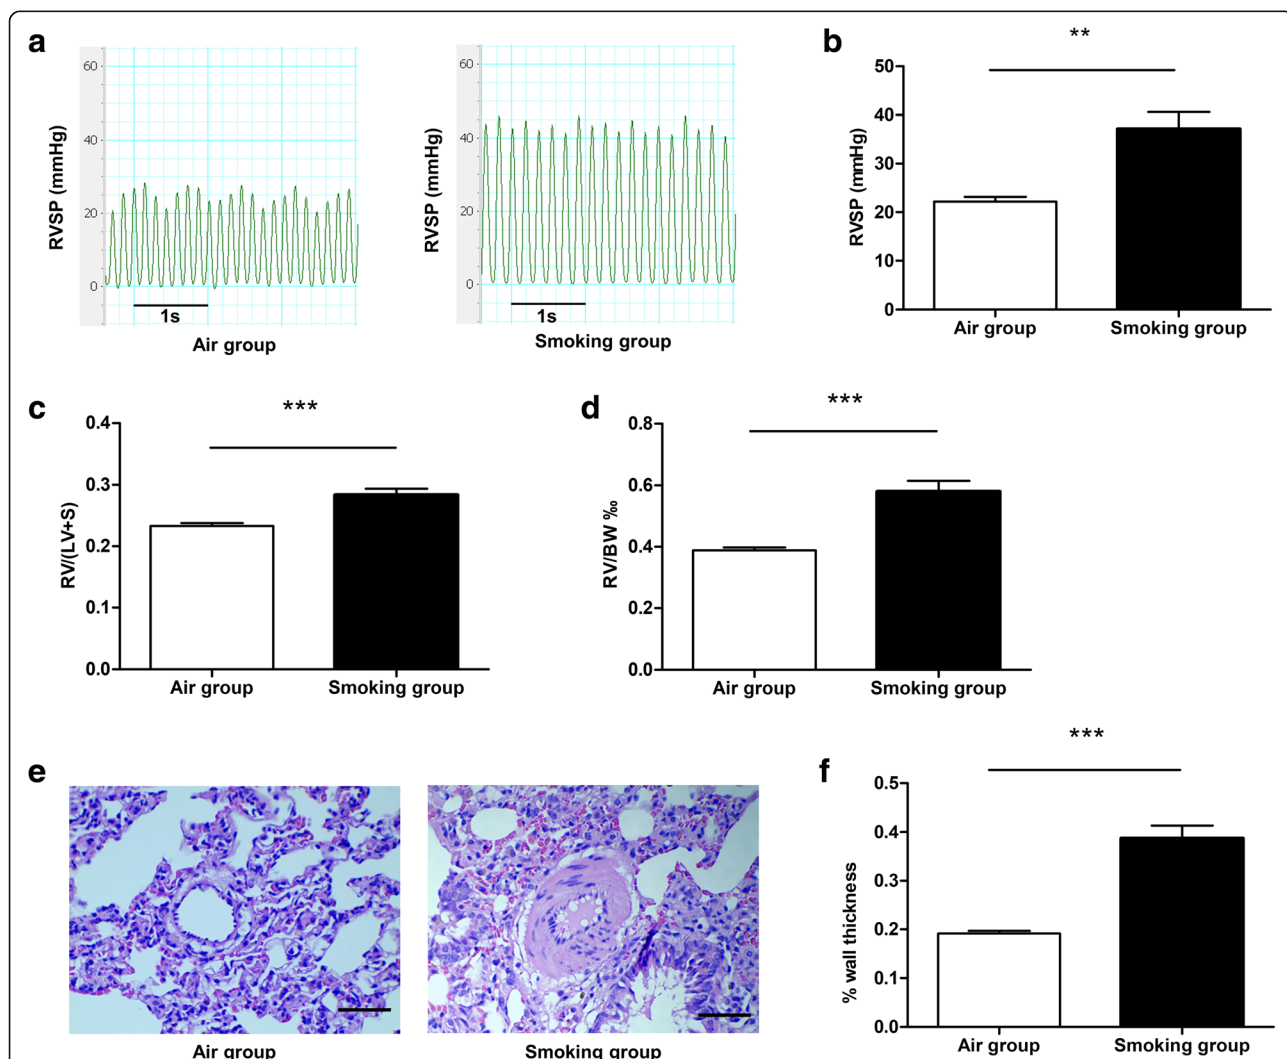 a
60
40
20
0
RVSP (mmHg)
1s
Air group
60
40
20
0
RVSP (mmHg)
1s
Smoking group
b
**
50
40
30
20
10
0
RVSP (mmHg)
Air group
Smoking group
c
***
0.4
0.3
0.2
0.1
0.0
RV/(LV+S)
Air group
Smoking group
d
***
0.8
0.6
0.4
0.2
0.0
RV/BW ‰
Air group
Smoking group
e
Air group
Smoking group
f
***
0.5
0.4
0.3
0.2
0.1
0.0
% wall thickness
Air group
Smoking group